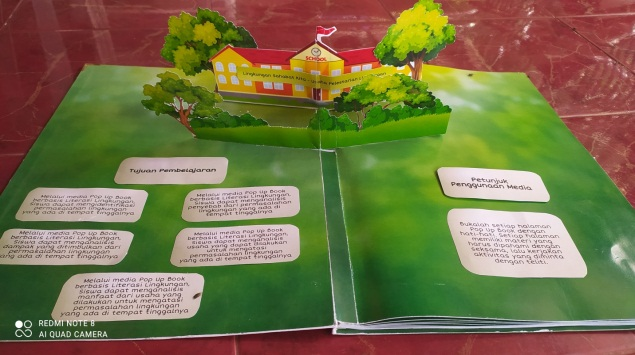 SCHOOL
Lingkungan Sekolah
Tujuan Pembelajaran
Melalui media Pop Up Book
berbasis Literasi Lingkungan,
Siswa dapat mengidentifikasi
permasalahan lingkungan
yang ada di tempat tinggalnya
Melalui media Pop Up Book
berbasis Literasi Lingkungan,
Siswa dapat menganalisis
penyebab dari permasalahan
lingkungan yang ada di
tempat tinggalnya
Melalui media Pop Up Book
berbasis Literasi Lingkungan,
Siswa dapat menganalisis
dampak yang ditimbulkan dari
permasalahan lingkungan
yang ada di tempat tinggalnya
Melalui media Pop Up Book
berbasis Literasi Lingkungan,
Siswa dapat menganalisis
usaha yang dapat dilakukan
untuk mengatasi
permasalahan lingkungan
yang ada di tempat tinggalnya
Melalui media Pop Up Book
berbasis Literasi Lingkungan,
Siswa dapat menganalisis
manfaat dari usaha yang
dilakukan untuk mengatasi
permasalahan lingkungan
yang ada di tempat tinggalnya
Petunjuk
Penggunaan Media
Bukalah setiap halaman
Pop Up Book dengan
hati-hati. Setiap halaman
memiliki materi yang
harus dipahami dengan
seksama, lalu kerjakan
aktivitas yang diminta
dengan teliti.
REDMI NOTE 8
AI QUAD CAMERA